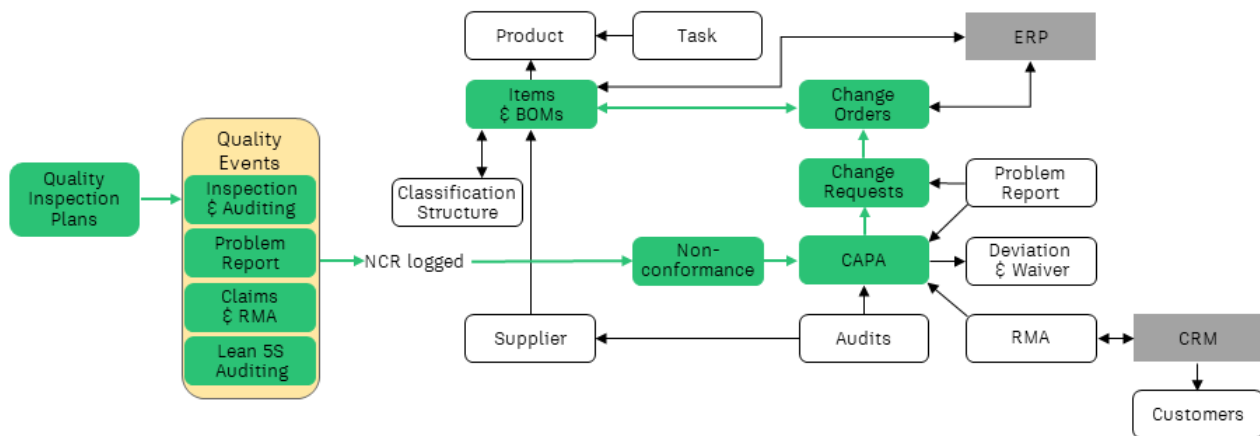 Product
Task
ERP
Items
& BOMs
Change
Orders
Quality
Events
Quality
Inspection
Plans
Inspection
& Auditing
Classification
Structure
Change
Requests
Problem
Report
Problem
Report
NCR logged
Non-
conformance
CAPA
Deviation
& Waiver
Claims
& RMA
Supplier
Audits
RMA
CRM
Lean 5S
Auditing
Customers